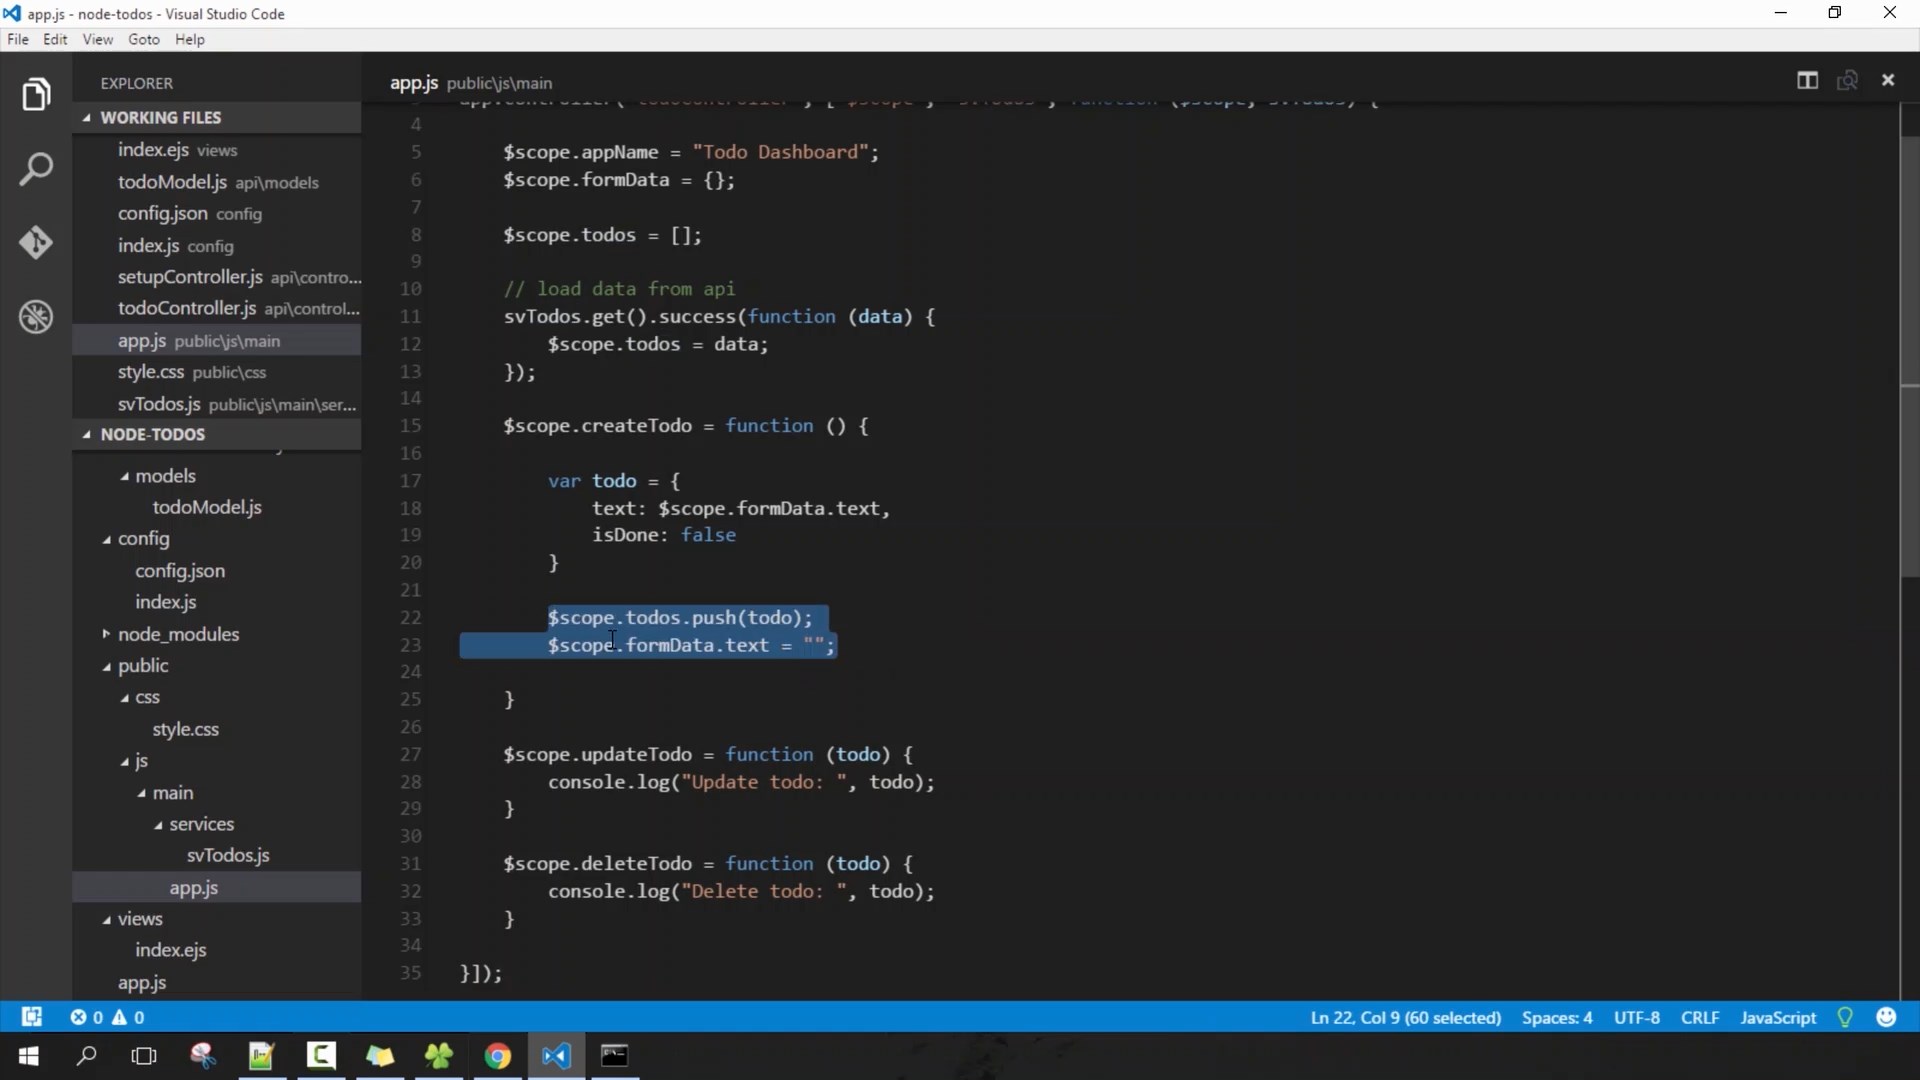 app.js - node-todos - Visual Studio Code
File Edit View Goto Help
EXPLORER
WORKING FILES
index.ejs views
todoModel.js api\models
config.json config
index.js config
setupController.js api\contro...
todoController.js api\control...
app.js public\js\main
style.css public\css
svTodos.js public\js\main\ser...
NODE-TODOS
models
todoModel.js
config
config.json
index.js
node_modules
public
css
style.css
js
main
services
svTodos.js
app.js
views
index.ejs
app.js
app.js public\js\main
4
5 $scope.appName = "Todo Dashboard";
6 $scope.formData = {};
7
8 $scope.todos = [];
9
10 // load data from api
11 svTodos.get().success(function (data) {
12 $scope.todos = data;
13 });
14
15 $scope.createTodo = function () {
16
17 var todo = {
18 text: $scope.formData.text,
19 isDone: false
20 }
21
22 $scope.todos.push(todo);
23 $scope.formData.text = "";
24
25 }
26
27 $scope.updateTodo = function (todo) {
28 console.log("Update todo: ", todo);
29 }
30
31 $scope.deleteTodo = function (todo) {
32 console.log("Delete todo: ", todo);
33 }
34
35 }]);
0 0 Ln 22, Col 9 (60 selected) Spaces: 4 UTF-8 CRLF JavaScript